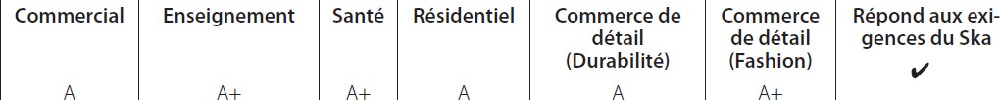 Commercial Enseignement Santé Résidentiel Commerce de détail (Durabilité) Commerce de détail (Fashion) Répond aux exi-gences du Ska
A A+ A+ A A A+ ✔